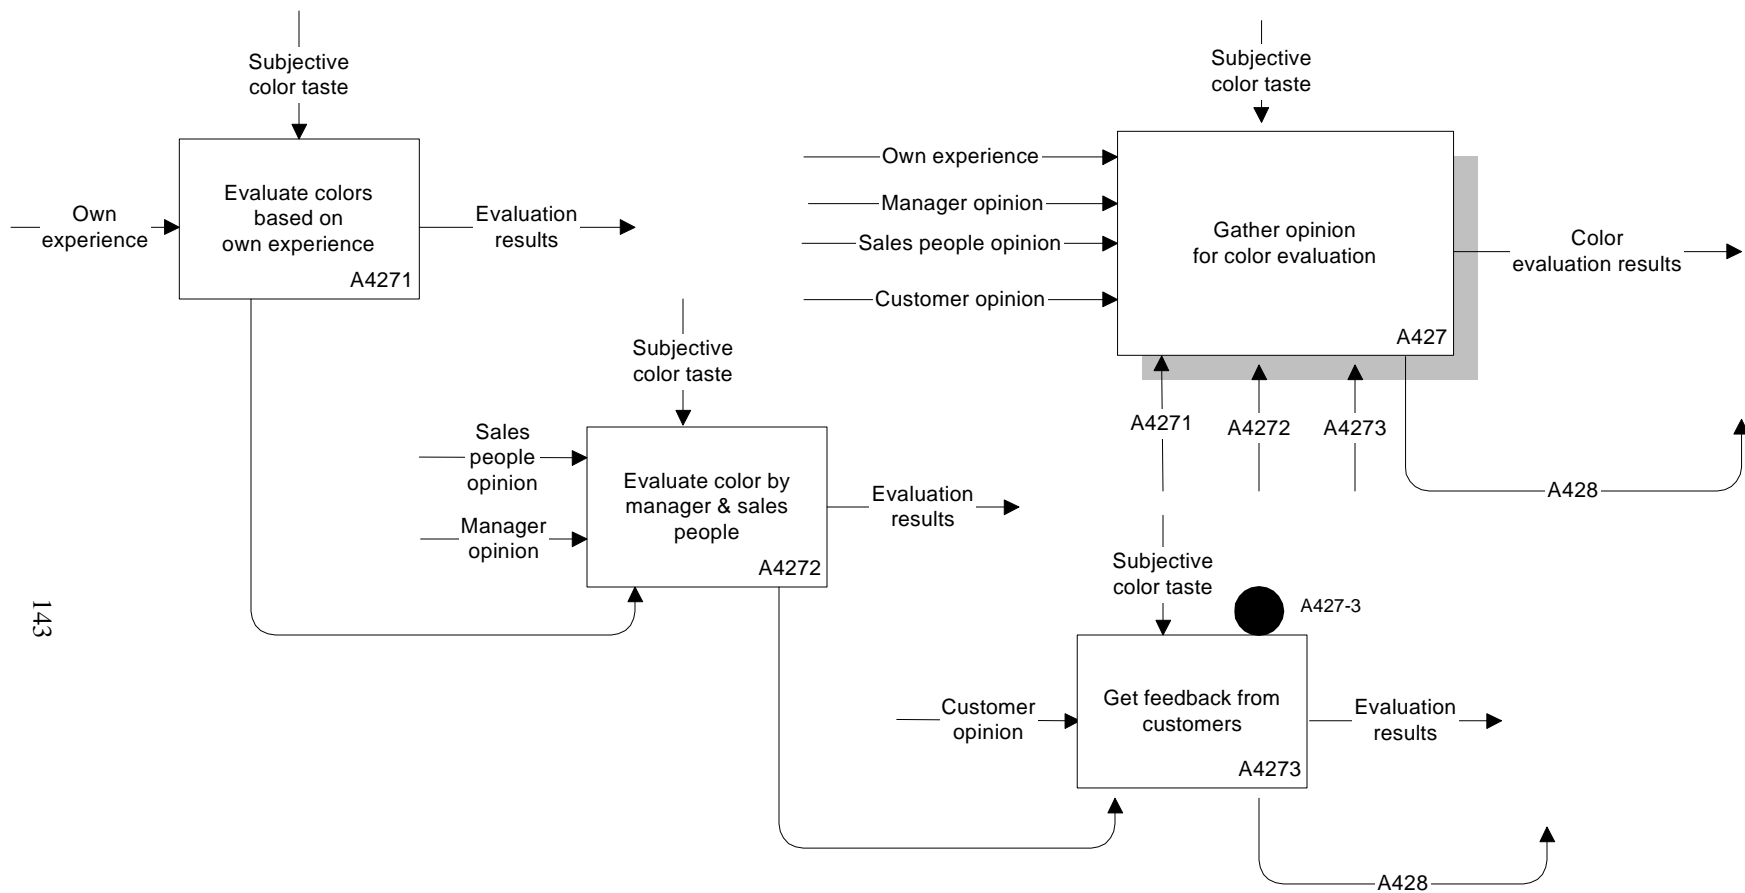 Subjective
color taste
Own
experience
Evaluate colors
based on
own experience
A4271
Evaluation
results
Subjective
color taste
Own experience
Manager opinion
Sales people opinion
Customer opinion
Gather opinion
for color evaluation
A427
Color
evaluation results
A4271
A4272
A4273
A428
Subjective
color taste
Sales
people
opinion
Manager
opinion
Evaluate color by
manager & sales
people
A4272
Evaluation
results
Subjective
color taste
A427-3
Customer
opinion
Get feedback from
customers
A4273
Evaluation
results
A428
143